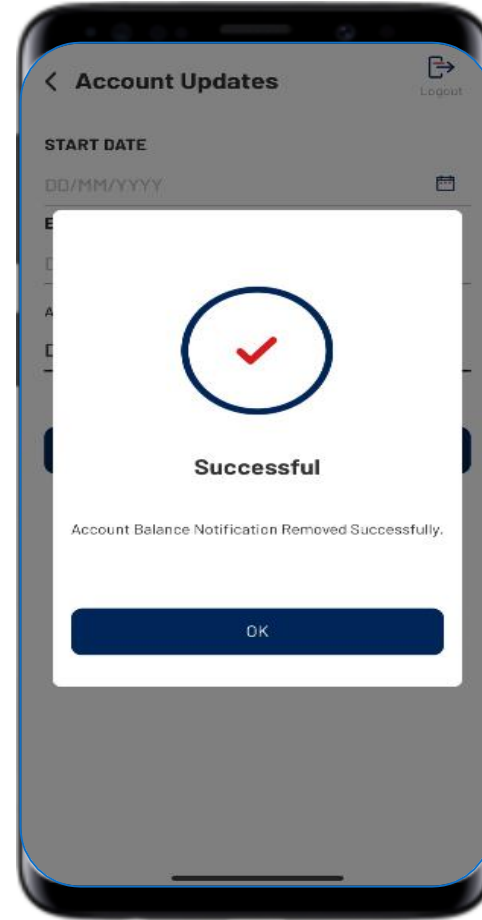 Account Updates
Logout
START DATE
DD/MM/YYYY
Successful
Account Balance Notification Removed Successfully.
OK